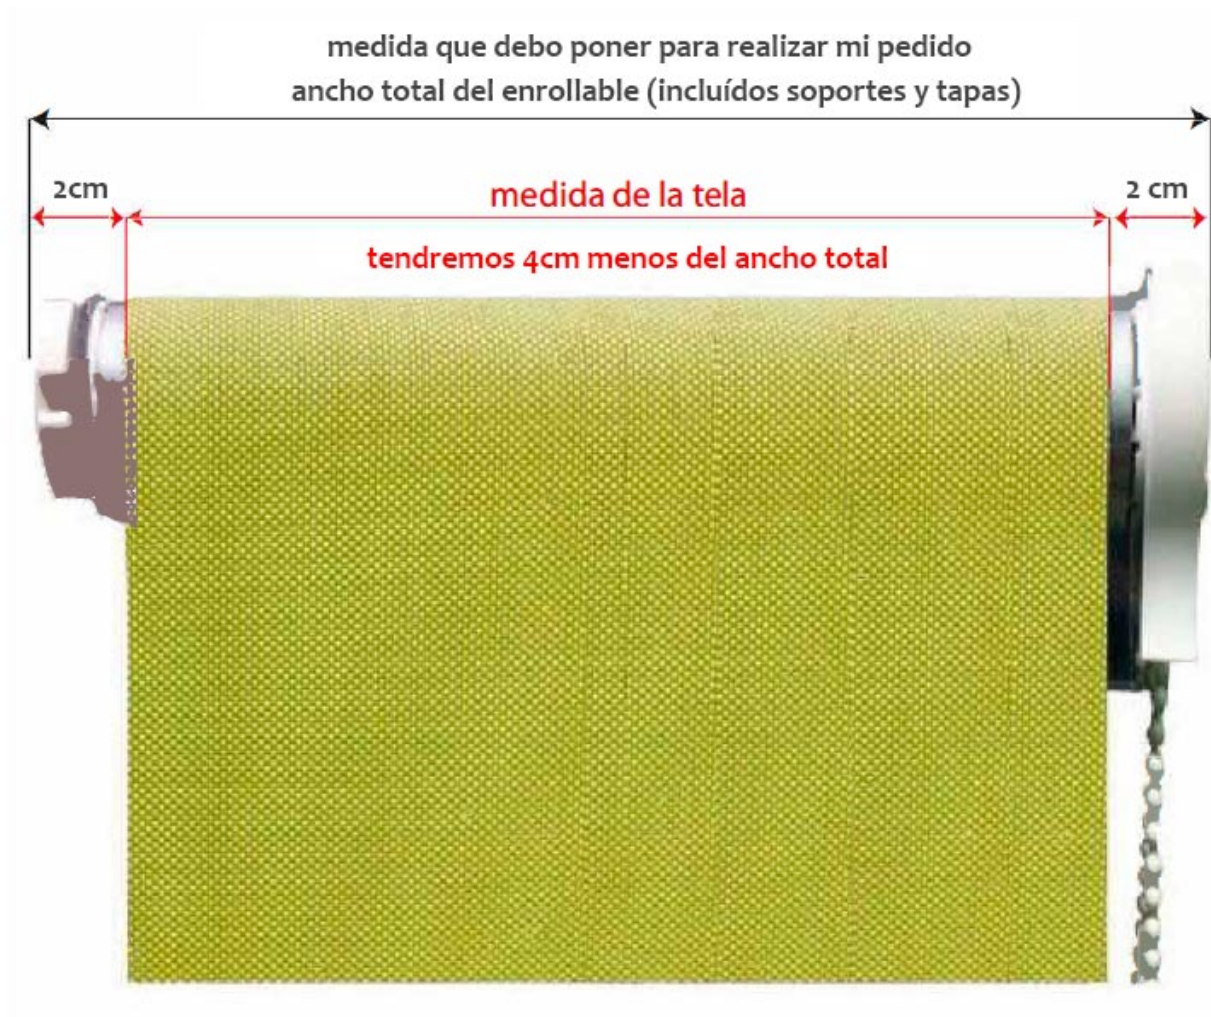 medida que debo poner para realizar mi pedido
ancho total del enrollable (incluídos soportes y tapas)
2cm
medida de la tela
2 cm
tendremos 4cm menos del ancho total